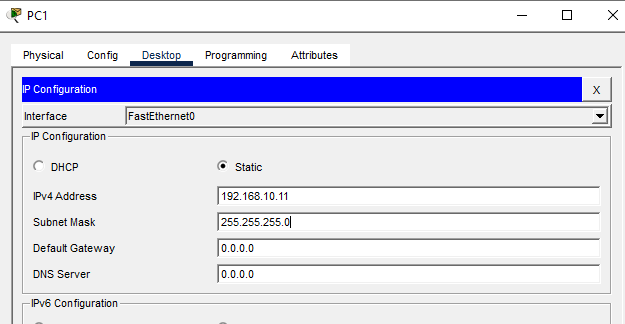 PC1
Physical Config Desktop Programming Attributes
IP Configuration X
Interface FastEthernet0
IP Configuration
DHCP Static
IPv4 Address 192.168.10.11
Subnet Mask 255.255.255.0
Default Gateway 0.0.0.0
DNS Server 0.0.0.0
IPv6 Configuration